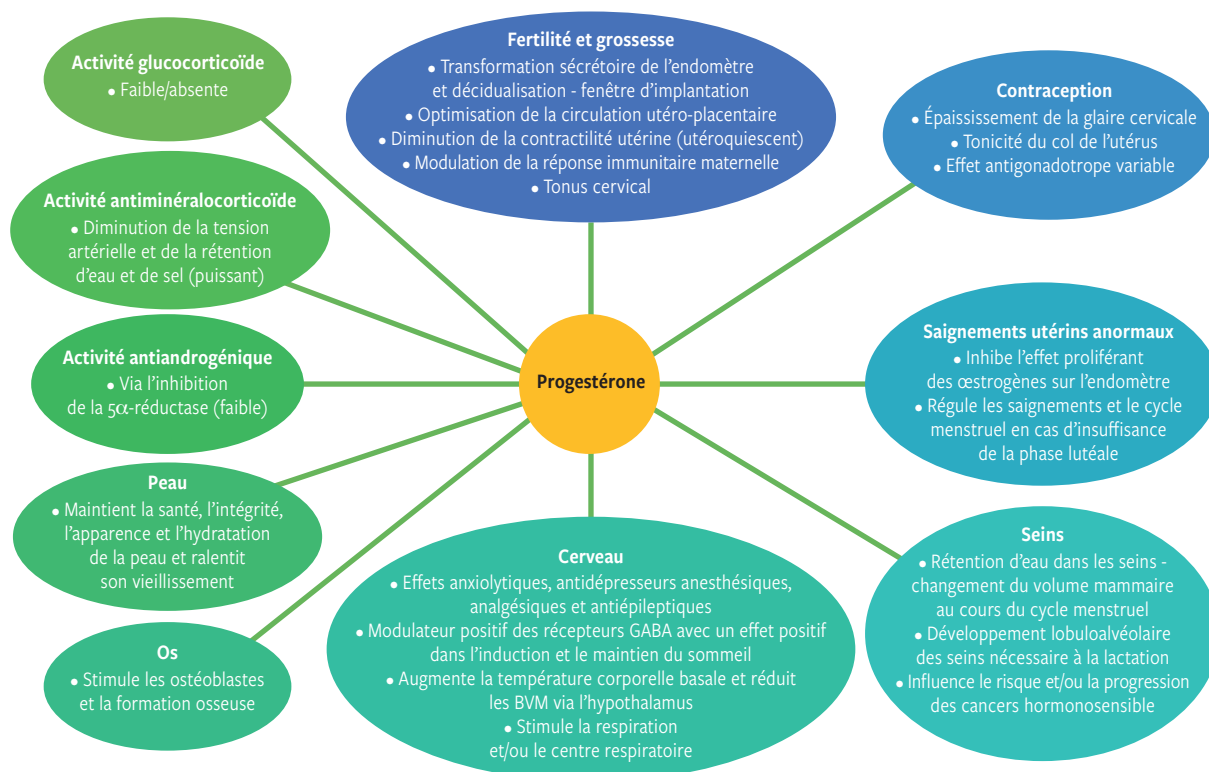 Activité glucocorticoïde
• Faible/absente
Fertilité et grossesse
• Transformation sécrétoire de l'endomètre
et décidualisation - fenêtre d'implantation
• Optimisation de la circulation utéro-placentaire
• Diminution de la contractilité utérine (utéroquiescent)
• Modulation de la réponse immunitaire maternelle
• Tonus cervical
Contraception
• Épaississement de la glaire cervicale
• Tonicité du col de l'utérus
• Effet antigonadotrope variable
Activité antiminéralocorticoïde
• Diminution de la tension
artérielle et de la rétention
d'eau et de sel (puissant)
Activité antiandrogénique
• Via l'inhibition
de la 5α-réductase (faible)
Progestérone
Saignements utérins anormaux
• Inhibe l'effet proliférant
des œstrogènes sur l'endomètre
• Régule les saignements et le cycle
menstruel en cas d'insuffisance
de la phase lutéale
Peau
• Maintient la santé, l'intégrité,
l'apparence et l'hydratation
de la peau et ralentit
son vieillissement
Cerveau
• Effets anxiolytiques, antidépresseurs anesthésiques,
analgésiques et antiépileptiques
• Modulateur positif des récepteurs GABA avec un effet positif
dans l'induction et le maintien du sommeil
• Augmente la température corporelle basale et réduit
les BVM via l'hypothalamus
• Stimule la respiration
et/ou le centre respiratoire
Seins
• Rétention d'eau dans les seins -
changement du volume mammaire
au cours du cycle menstruel
• Développement lobuloalvéolaire
des seins nécessaire à la lactation
• Influence le risque et/ou la progression
des cancers hormonosensible
Os
• Stimule les ostéoblastes
et la formation osseuse